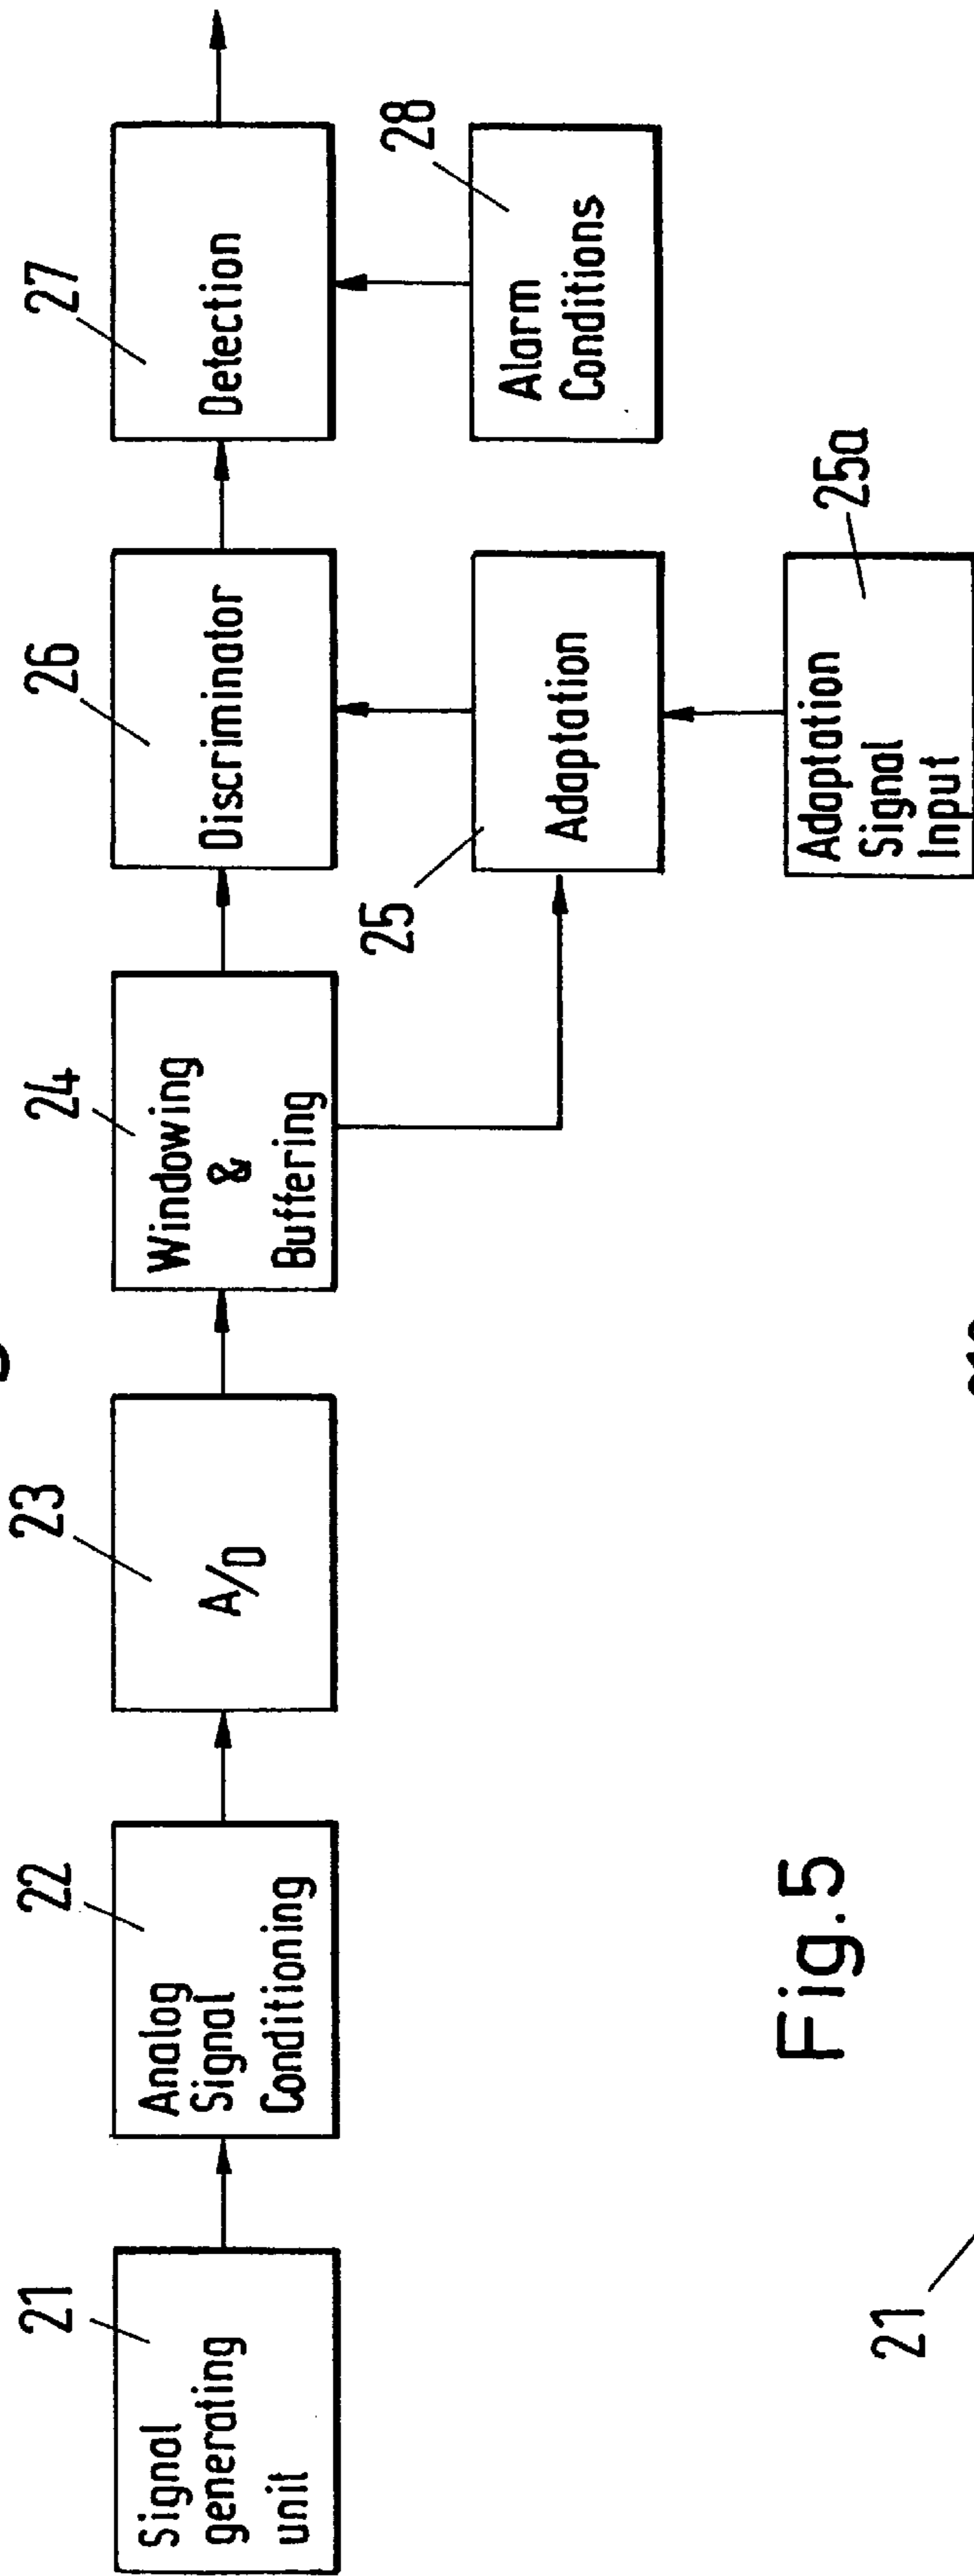 21
Signal
generating
unit
22
Analog
Signal
Conditioning
23
A/D
24
Windowing
&
Buffering
25
Adaptation
25a
Adaptation
Signal
Input
26
Discriminator
27
Detection
28
Alarm
Conditions
Fig.5
21